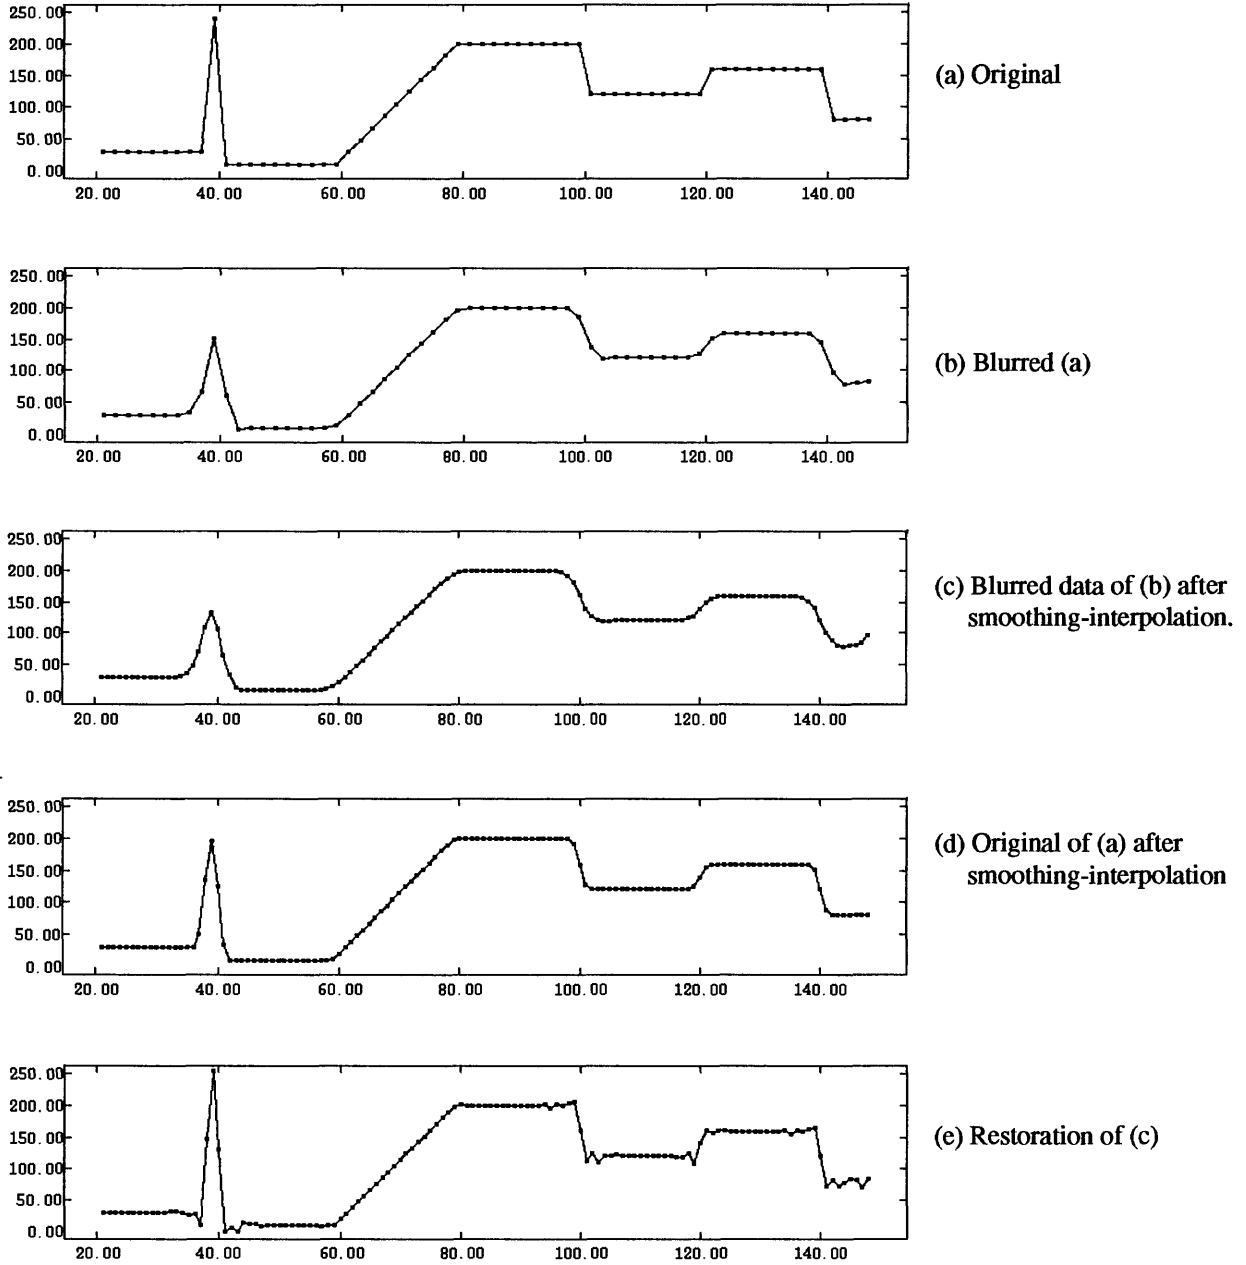 250.00
200.00
150.00
100.00
50.00
0.00
20.00 40.00 60.00 80.00 100.00 120.00 140.00
(a) Original
250.00
200.00
150.00
100.00
50.00
0.00
20.00 40.00 60.00 80.00 100.00 120.00 140.00
(b) Blurred (a)
250.00
200.00
150.00
100.00
50.00
0.00
20.00 40.00 60.00 80.00 100.00 120.00 140.00
(c) Blurred data of (b) after
smoothing-interpolation.
250.00
200.00
150.00
100.00
50.00
0.00
20.00 40.00 60.00 80.00 100.00 120.00 140.00
(d) Original of (a) after
smoothing-interpolation
250.00
200.00
150.00
100.00
50.00
0.00
20.00 40.00 60.00 80.00 100.00 120.00 140.00
(e) Restoration of (c)